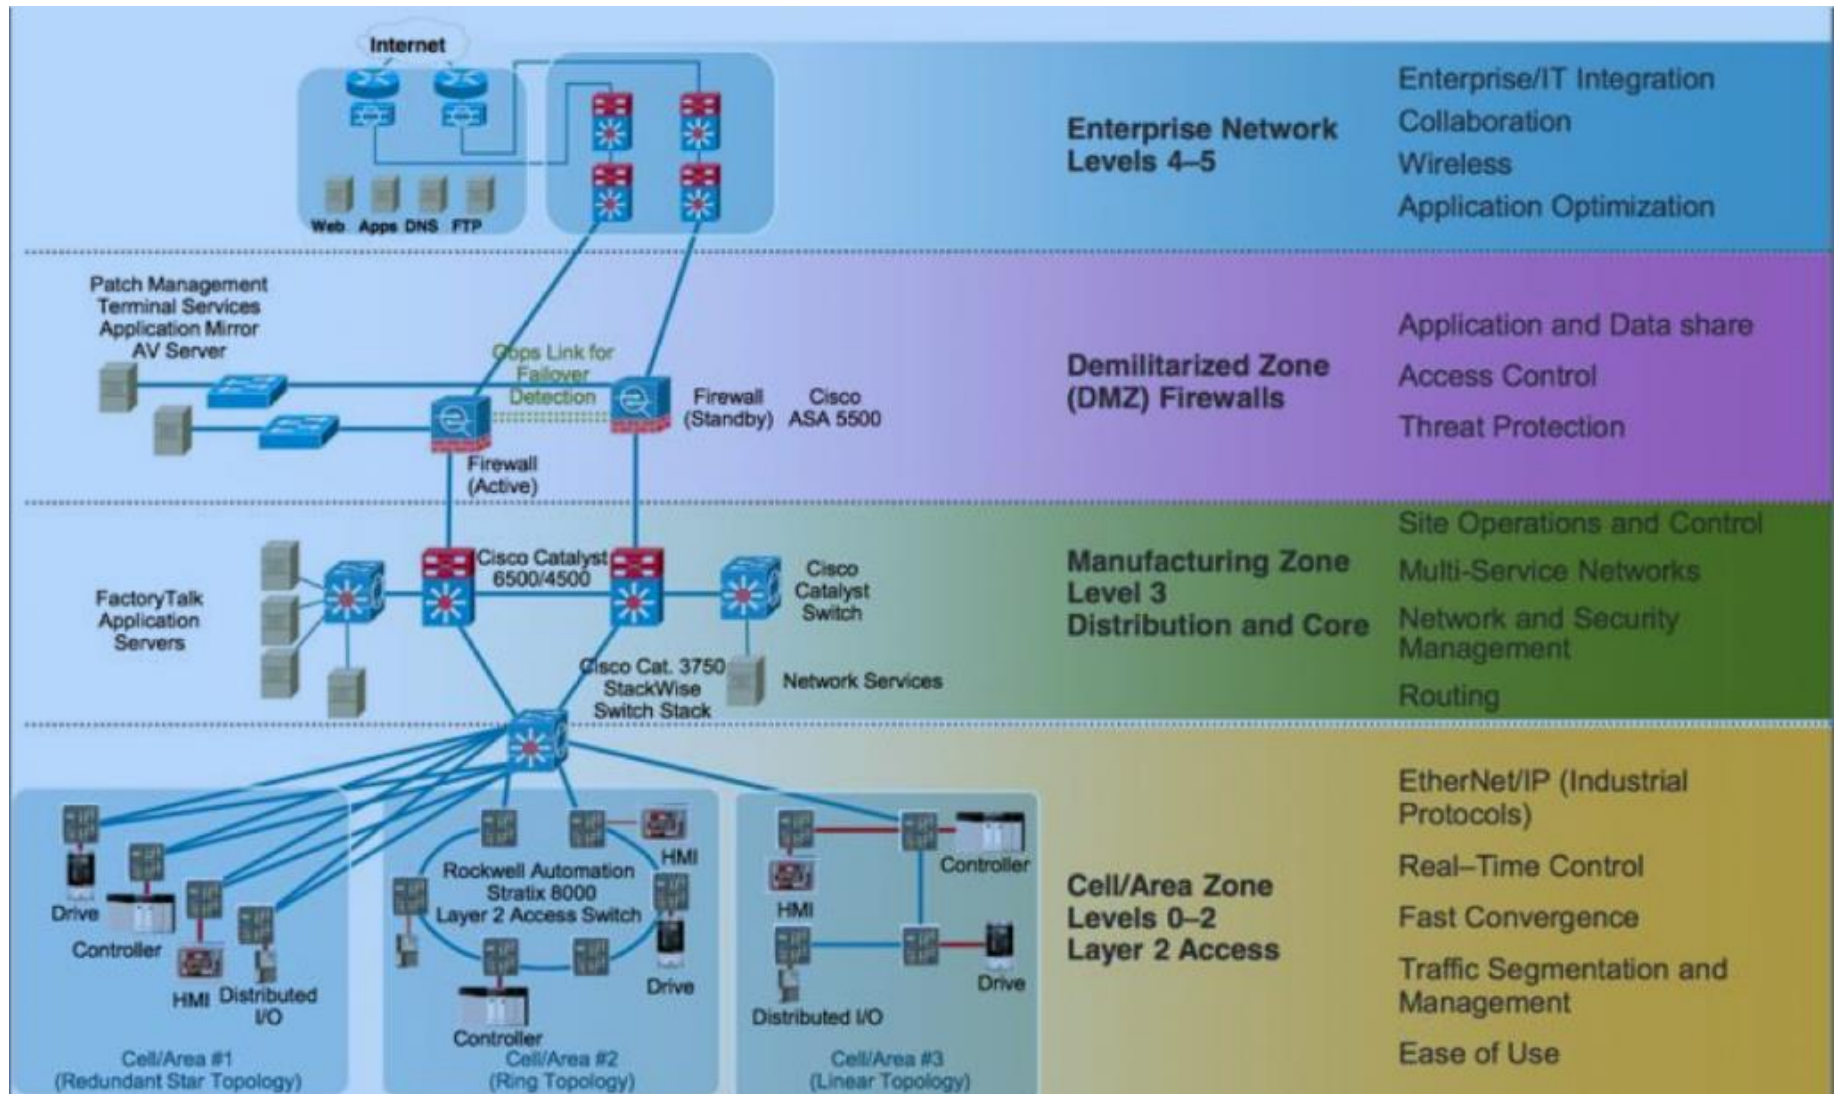 Internet
Web
Apps
DNS
FTP
Enterprise Network
Levels 4–5
Enterprise/IT Integration
Collaboration
Wireless
Application Optimization
Patch Management
Terminal Services
Application Mirror
AV Server
Gbps Link for
Failover
Detection
Firewall
(Standby)
Cisco
ASA 5500
Firewall
(Active)
Demilitarized Zone
(DMZ) Firewalls
Application and Data share
Access Control
Threat Protection
FactoryTalk
Application
Servers
Cisco Catalyst
6500/4500
Cisco
Catalyst
Switch
Cisco Cat. 3750
StackWise
Switch Stack
Network Services
Manufacturing Zone
Level 3
Distribution and Core
Site Operations and Control
Multi-Service Networks
Network and Security
Management
Routing
Drive
Controller
HMI
Distributed
I/O
Cell/Area #1
(Redundant Star Topology)
HMI
Rockwell Automation
Stratix 8000
Layer 2 Access Switch
Drive
Controller
Cell/Area #2
(Ring Topology)
Controller
HMI
Drive
Distributed I/O
Cell/Area #3
(Linear Topology)
Cell/Area Zone
Levels 0–2
Layer 2 Access
EtherNet/IP (Industrial
Protocols)
Real–Time Control
Fast Convergence
Traffic Segmentation and
Management
Ease of Use